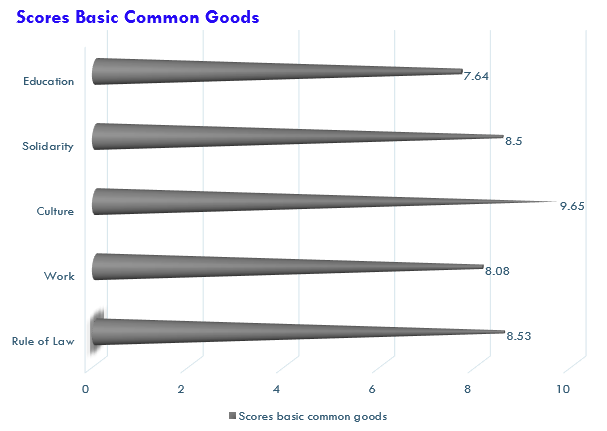 Scores Basic Common Goods
Education
7.64
Solidarity
8.5
Culture
9.65
Work
8.08
Rule of Law
8.53
0 2 4 6 8 10
Scores basic common goods